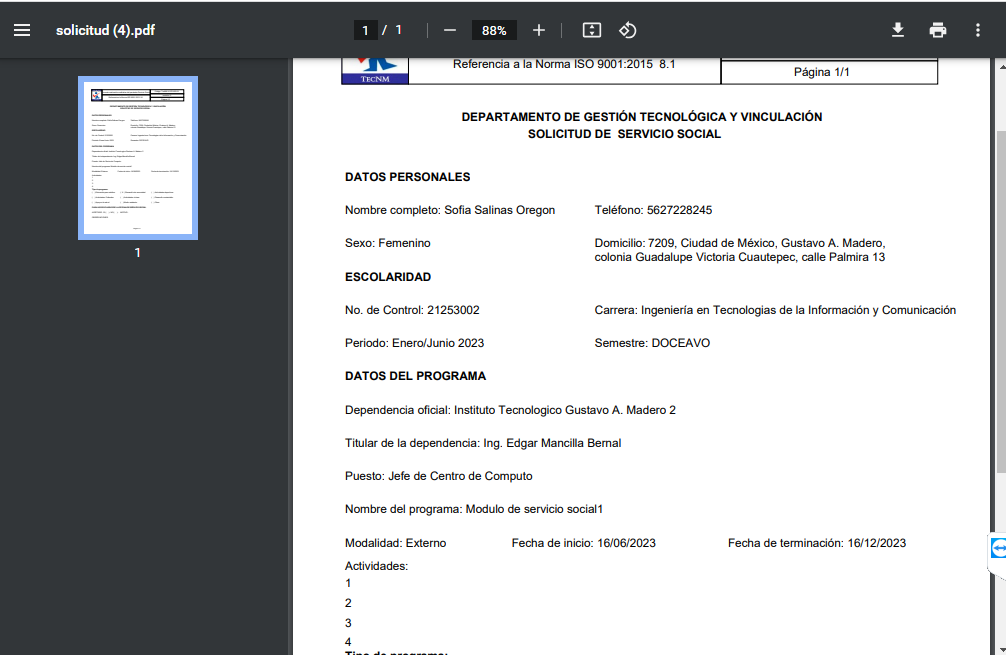 solicitud (4).pdf
1 / 1
88%
1
TECNM
Referencia a la Norma ISO 9001:2015 8.1
Página 1/1
DEPARTAMENTO DE GESTIÓN TECNOLÓGICA Y VINCULACIÓN
SOLICITUD DE SERVICIO SOCIAL
DATOS PERSONALES
Nombre completo: Sofia Salinas Oregon
Teléfono: 5627228245
Sexo: Femenino
Domicilio: 7209, Ciudad de México, Gustavo A. Madero,
colonia Guadalupe Victoria Cuautepec, calle Palmira 13
ESCOLARIDAD
No. de Control: 21253002
Carrera: Ingeniería en Tecnologias de la Información y Comunicación
Periodo: Enero/Junio 2023
Semestre: DOCEAVO
DATOS DEL PROGRAMA
Dependencia oficial: Instituto Tecnologico Gustavo A. Madero 2
Titular de la dependencia: Ing. Edgar Mancilla Bernal
Puesto: Jefe de Centro de Computo
Nombre del programa: Modulo de servicio social1
Modalidad: Externo
Fecha de inicio: 16/06/2023
Fecha de terminación: 16/12/2023
Actividades:
1
2
3
4
Tipo de programa: